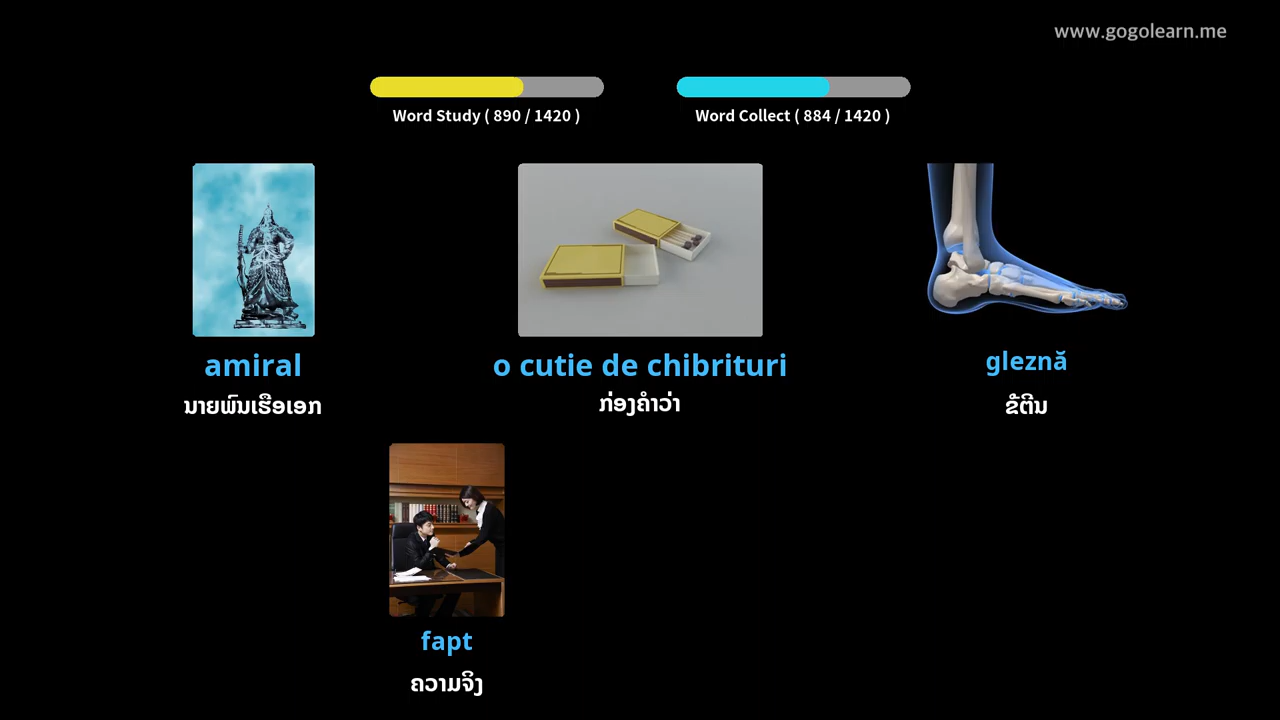 www.gogolearn.me
Word Study ( 890 / 1420 )
Word Collect ( 884 / 1420 )
amiral
ນາຍພົນເຮືອເອກ
o cutie de chibrituri
ກ່ອງຄຳວ່າ
gleznă
ຂໍ້ຕີນ
fapt
ຄວາມຈິງ